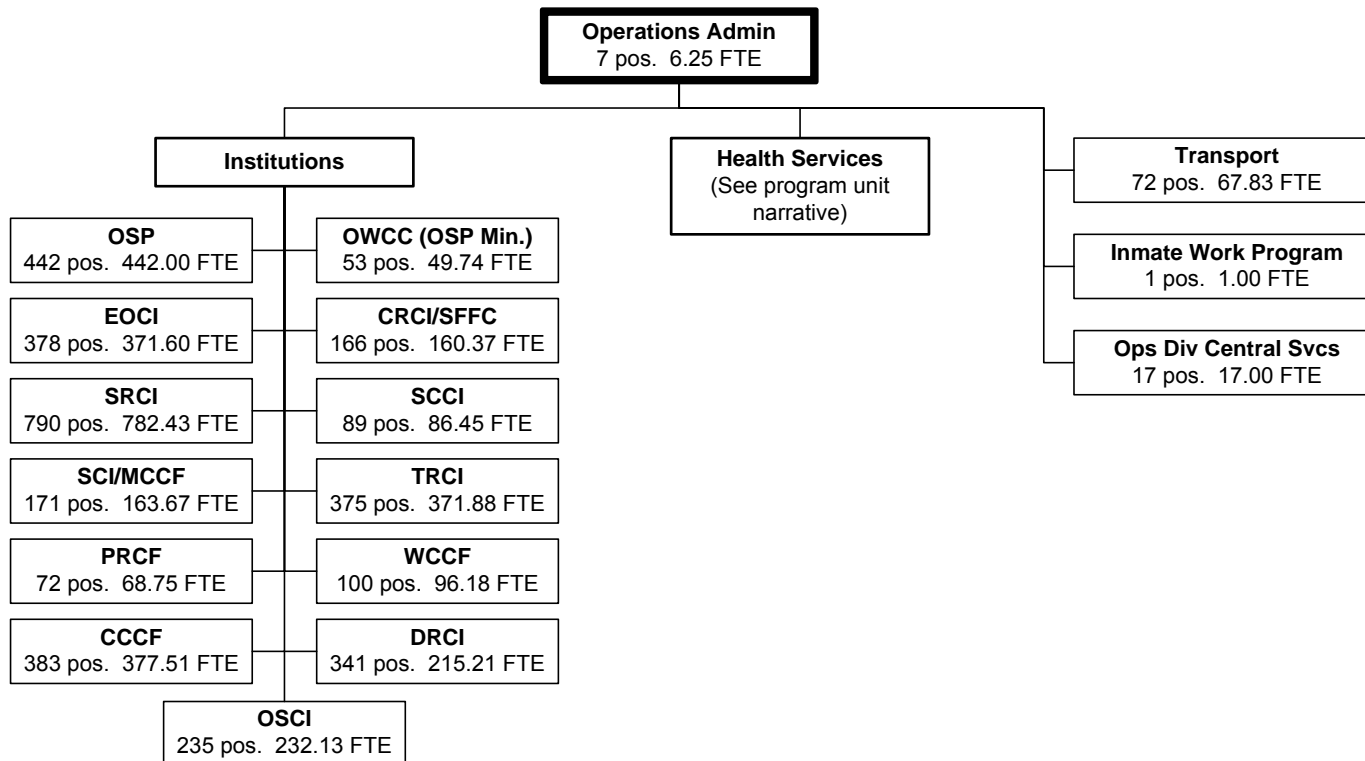 Operations Admin
7 pos.  6.25 FTE
Institutions
Health Services
(See program unit
narrative)
Transport
72 pos.  67.83 FTE
Inmate Work Program
1 pos.  1.00 FTE
Ops Div Central Svcs
17 pos.  17.00 FTE
OSP
442 pos.  442.00 FTE
OWCC (OSP Min.)
53 pos.  49.74 FTE
EOCI
378 pos.  371.60 FTE
CRCI/SFFC
166 pos.  160.37 FTE
SRCI
790 pos.  782.43 FTE
SCCI
89 pos.  86.45 FTE
SCI/MCCF
171 pos.  163.67 FTE
TRCI
375 pos.  371.88 FTE
PRCF
72 pos.  68.75 FTE
WCCF
100 pos.  96.18 FTE
CCCF
383 pos.  377.51 FTE
DRCI
341 pos.  215.21 FTE
OSCI
235 pos.  232.13 FTE